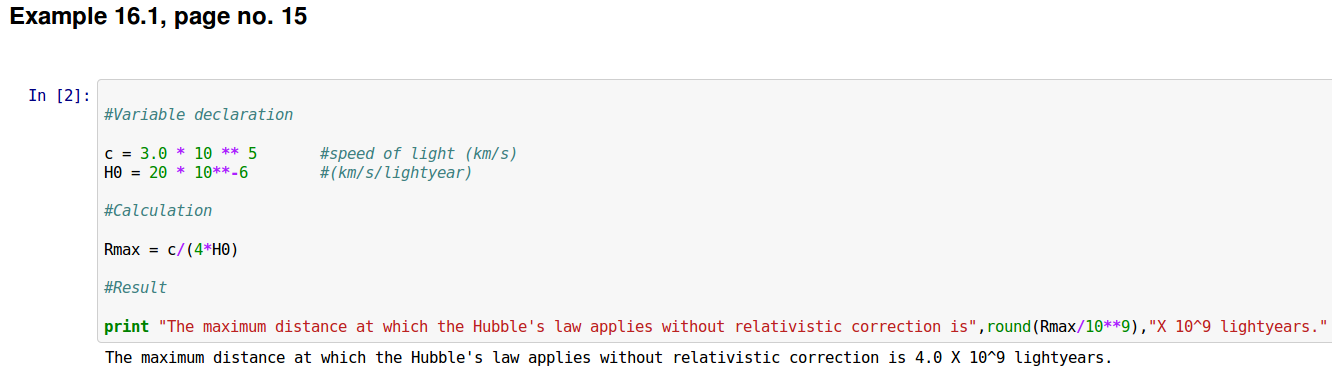 Example 16.1, page no. 15
In [2]:
#Variable declaration
c = 3.0 * 10 ** 5       #speed of light (km/s)
H0 = 20 * 10**-6        #(km/s/lightyear)
#Calculation
Rmax = c/(4*H0)
#Result
print "The maximum distance at which the Hubble's law applies without relativistic correction is",round(Rmax/10**9),"X 10^9 lightyears."
The maximum distance at which the Hubble's law applies without relativistic correction is 4.0 X 10^9 lightyears.